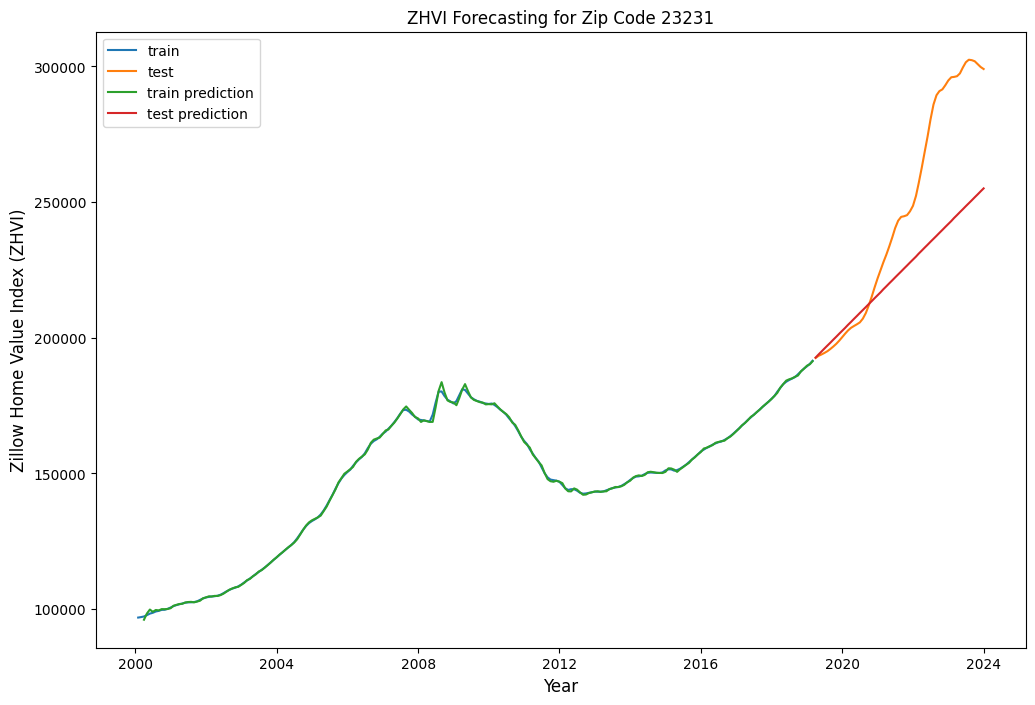 ZHVI Forecasting for Zip Code 23231
train
test
train prediction
test prediction
Zillow Home Value Index (ZHVI)
300000
250000
200000
150000
100000
2000
2004
2008
2012
2016
2020
2024
Year